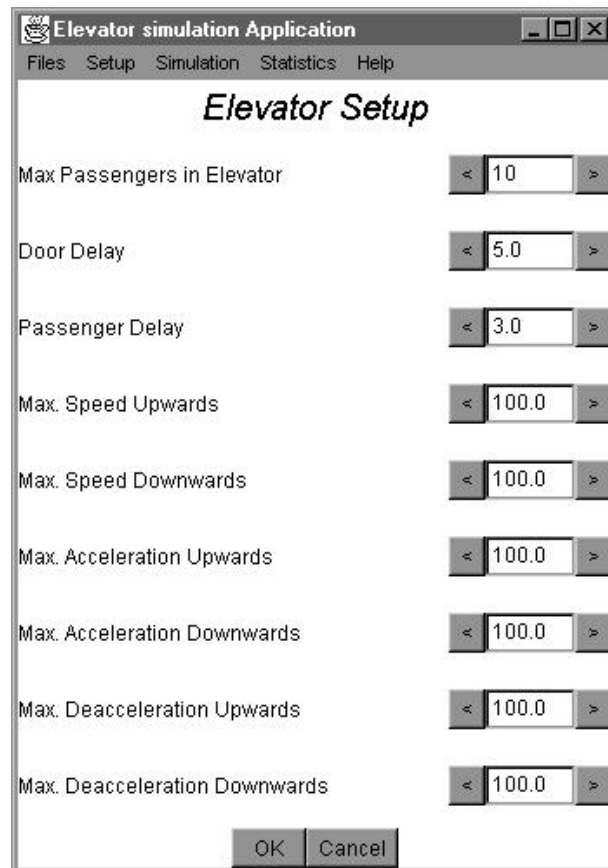 Elevator simulation Application
Files Setup Simulation Statistics Help
Elevator Setup
Max Passengers in Elevator < 10 >
Door Delay < 5.0 >
Passenger Delay < 3.0 >
Max. Speed Upwards < 100.0 >
Max. Speed Downwards < 100.0 >
Max. Acceleration Upwards < 100.0 >
Max. Acceleration Downwards < 100.0 >
Max. Deacceleration Upwards < 100.0 >
Max. Deacceleration Downwards < 100.0 >
OK Cancel